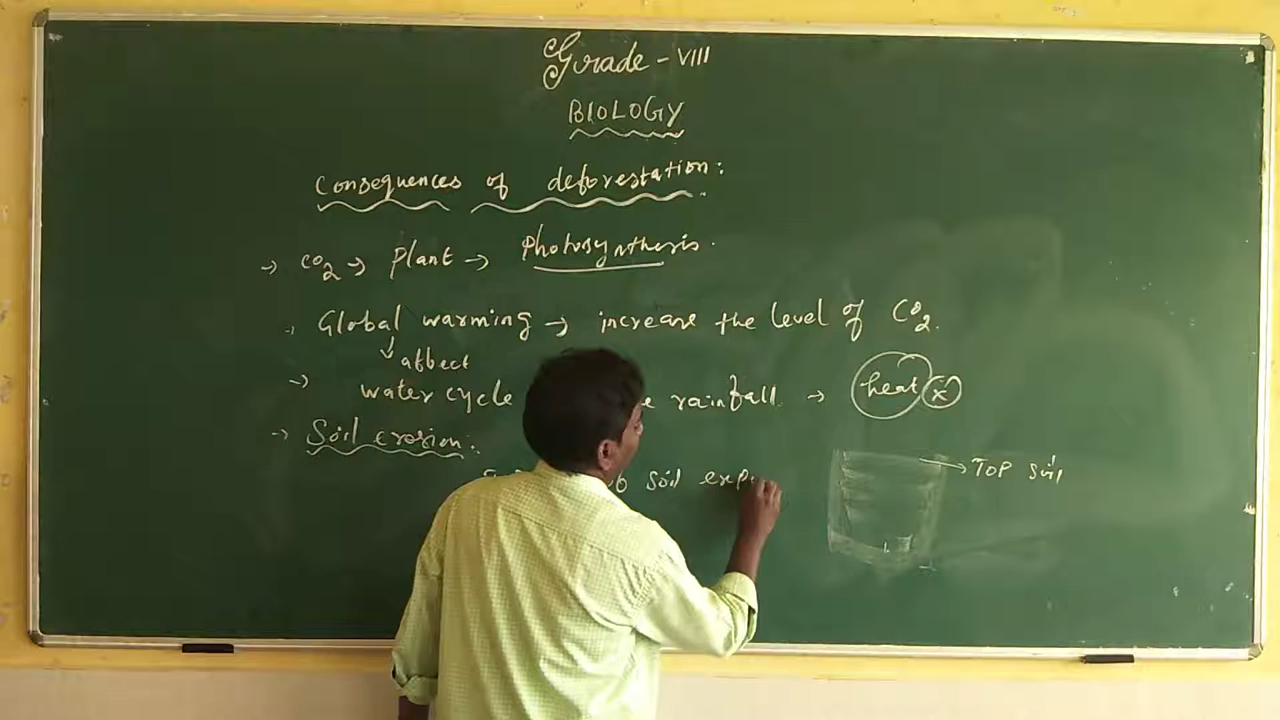 Grade - VIII
BIOLOGY
Consequences of deforestation:
→ CO2 → Plant → Photosynthesis.
→ Global warming → increase the level of CO2.
↓ affect
→ water cycle rainfall. → heat x
→ Soil erosion:
soil
→ Top soil